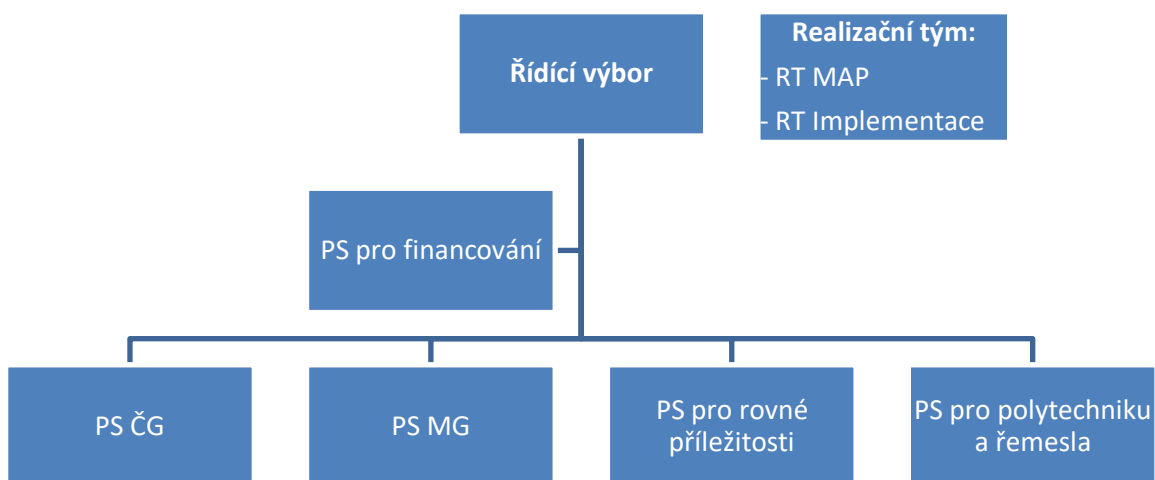 Řídící výbor
Realizační tým:
- RT MAP
- RT Implementace
PS pro financování
PS ČG
PS MG
PS pro rovné
příležitosti
PS pro polytechniku
a řemesla